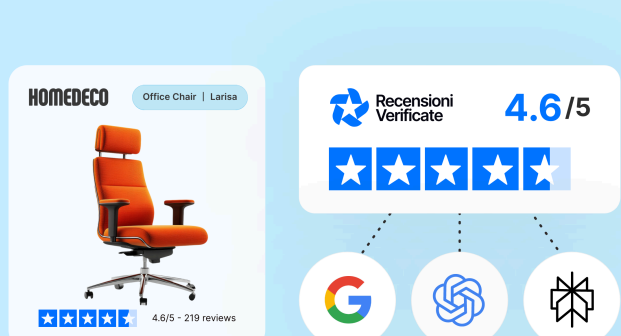 HOMEDECO
Office Chair | Larisa
4.6/5 - 219 reviews
Recensioni
Verificate
4.6/5